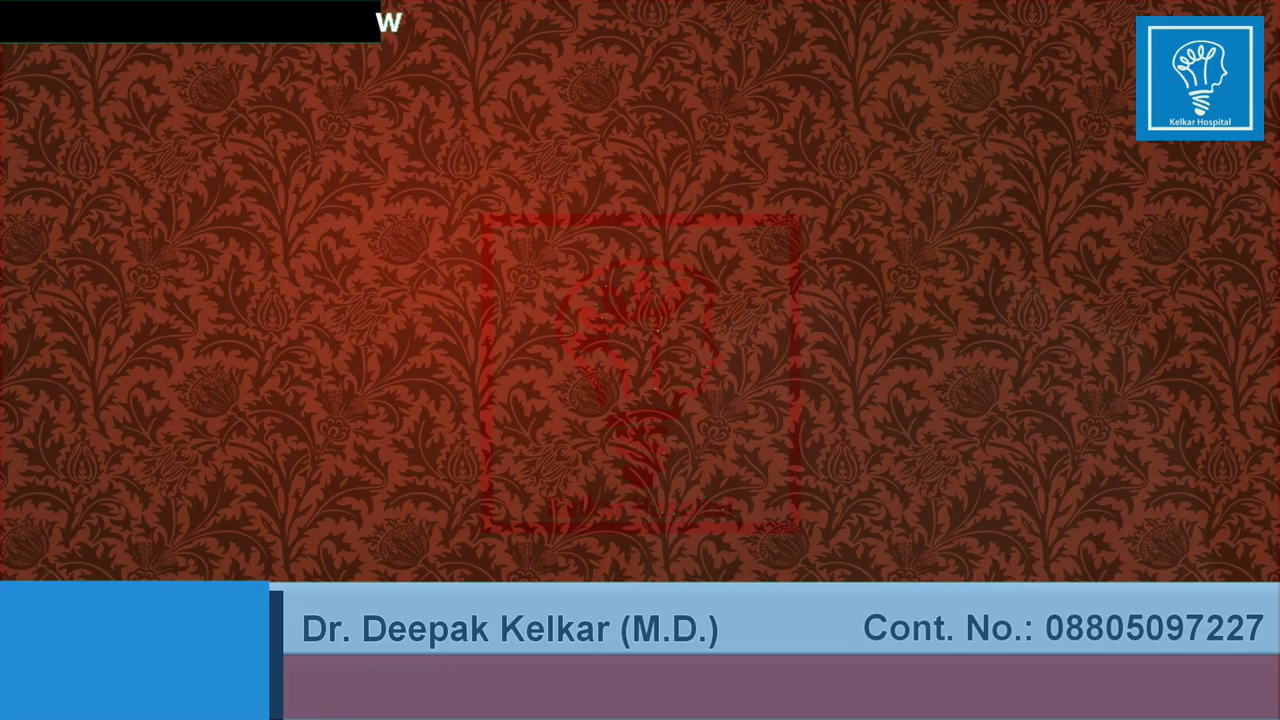 w
Kelkar Hospital
Dr. Deepak Kelkar (M.D.)
Cont. No.: 08805097227